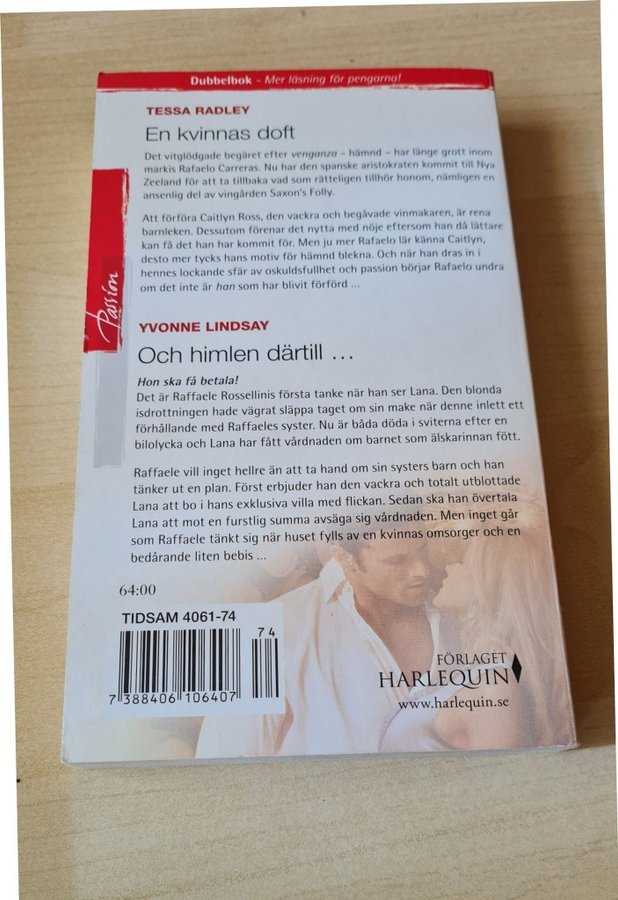 Dubbelbok - Mer läsning för pengarna!
TESSA RADLEY
En kvinnas doft
Det vitglödgade begäret efter venganza – hämnd – har länge grott inom
markis Rafaelo Carreras. Nu har den spanske aristokraten kommit till Nya
Zeeland för att ta tillbaka vad som rätteligen tillhör honom, nämligen en
ansenlig del av vingården Saxon's Folly.
Att förföra Caitlyn Ross, den vackra och begåvade vinmakaren, är rena
barnleken. Dessutom förenar det nytta med nöje eftersom han då lättare
kan få det han har kommit för. Men ju mer Rafaelo lär känna Caitlyn,
desto mer tycks hans motiv för hämnd blekna. Och när han dras in i
hennes lockande sfär av oskuldsfullhet och passion börjar Rafaelo undra
om det inte är han som har blivit förförd ...
Passion
YVONNE LINDSAY
Och himlen därtill ...
Hon ska få betala!
Det är Raffaele Rossellinis första tanke när han ser Lana. Den blonda
isdrottningen hade vägrat släppa taget om sin make när denne inlett ett
förhållande med Raffaeles syster. Nu är båda döda i sviterna efter en
bilolycka och Lana har fått vårdnaden om barnet som älskarinnan fött.
Raffaele vill inget hellre än att ta hand om sin systers barn och han
tänker ut en plan. Först erbjuder han den vackra och totalt utblottade
Lana att bo i hans exklusiva villa med flickan. Sedan ska han övertala
Lana att mot en furstlig summa avsäga sig vårdnaden. Men inget går
som Raffaele tänkt sig när huset fylls av en kvinnas omsorger och en
bedårande liten bebis ...
64:00
TIDSAM 4061-74
74
7 388406 106407
FÖRLAGET
HARLEQUIN
www.harlequin.se